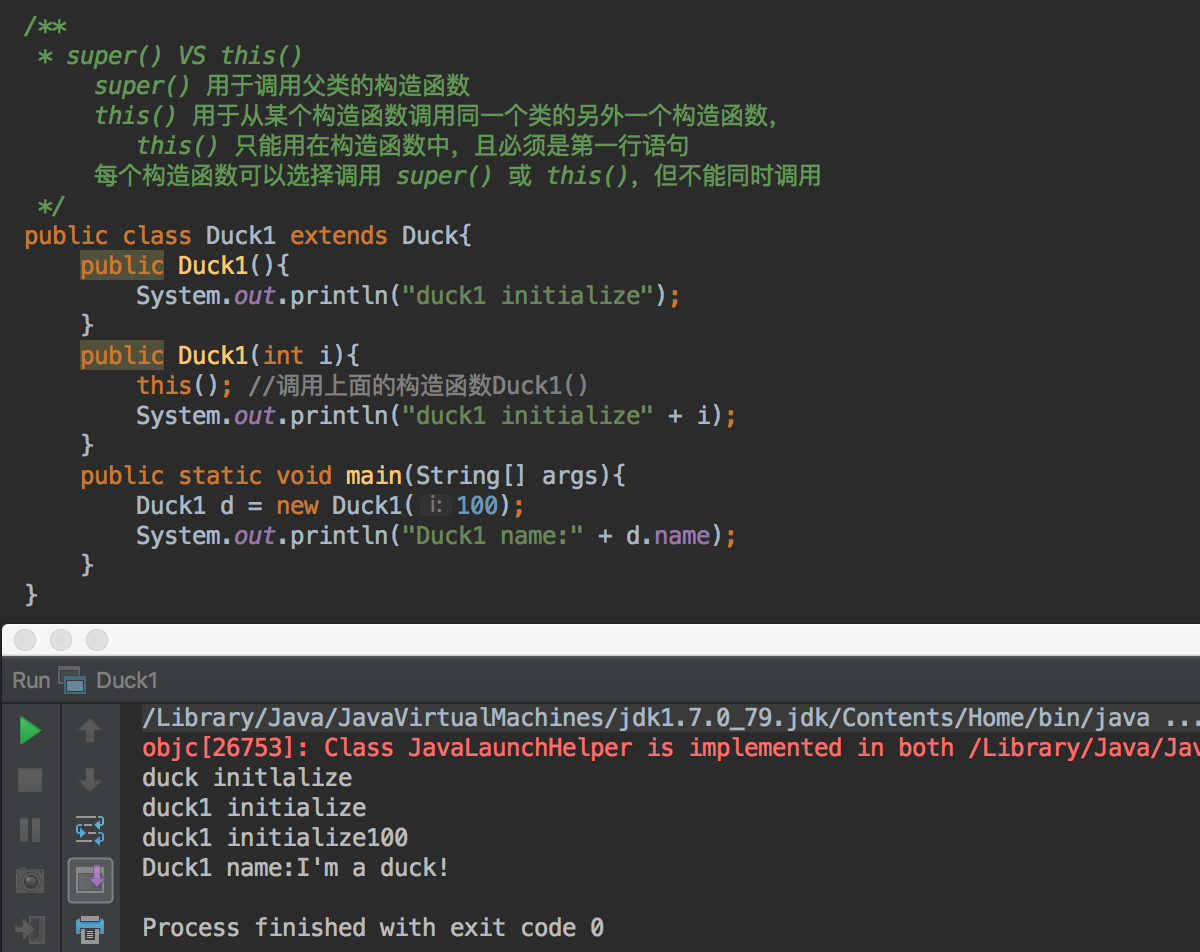 /**
 * super() VS this()
     super() 用于调用父类的构造函数
     this() 用于从某个构造函数调用同一个类的另外一个构造函数,
        this() 只能用在构造函数中，且必须是第一行语句
     每个构造函数可以选择调用 super() 或 this()，但不能同时调用
 */
public class Duck1 extends Duck{
    public Duck1(){
        System.out.println("duck1 initialize");
    }
    public Duck1(int i){
        this(); //调用上面的构造函数Duck1()
        System.out.println("duck1 initialize" + i);
    }
    public static void main(String[] args){
        Duck1 d = new Duck1( i: 100);
        System.out.println("Duck1 name:" + d.name);
    }
}
Run Duck1
/Library/Java/JavaVirtualMachines/jdk1.7.0_79.jdk/Contents/Home/bin/java ...
objc[26753]: Class JavaLaunchHelper is implemented in both /Library/Java/Jav
duck initlalize
duck1 initialize
duck1 initialize100
Duck1 name:I'm a duck!
Process finished with exit code 0